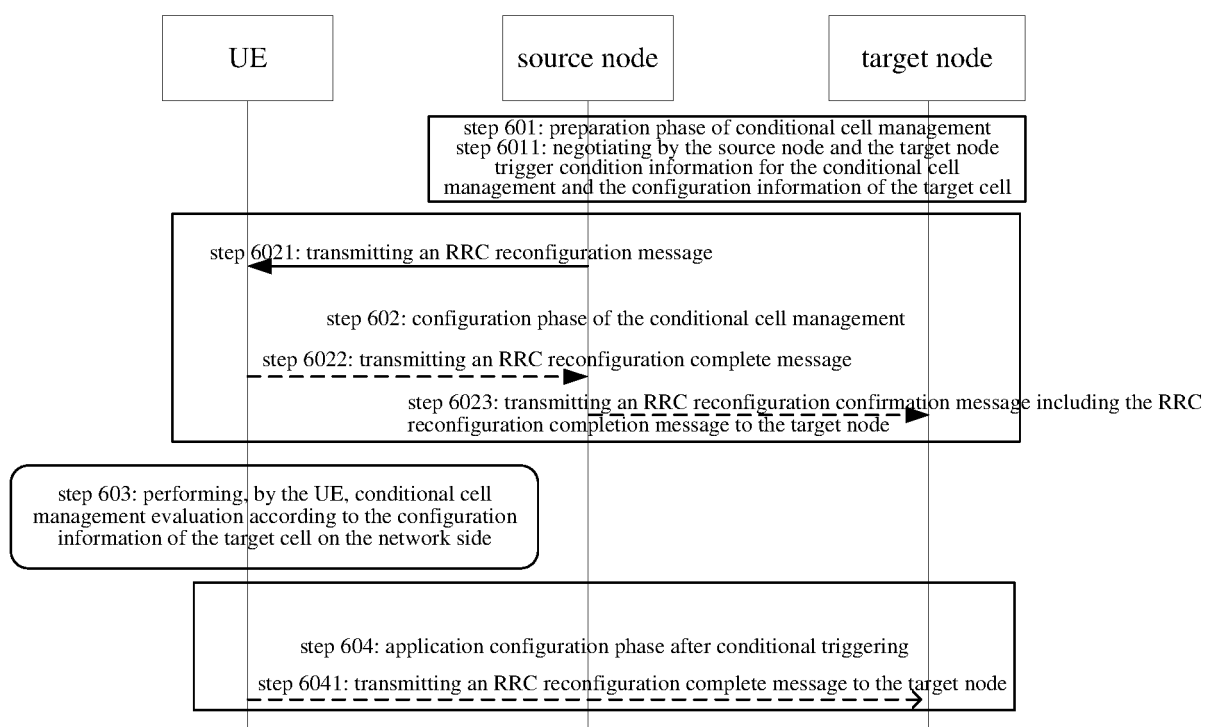 UE
source node
target node
step 601: preparation phase of conditional cell management
step 6011: negotiating by the source node and the target node
trigger condition information for the conditional cell
management and the configuration information of the target cell
step 6021: transmitting an RRC reconfiguration message
step 602: configuration phase of the conditional cell management
step 6022: transmitting an RRC reconfiguration complete message
step 6023: transmitting an RRC reconfiguration confirmation message including the RRC
reconfiguration completion message to the target node
step 603: performing, by the UE, conditional cell
management evaluation according to the configuration
information of the target cell on the network side
step 604: application configuration phase after conditional triggering
step 6041: transmitting an RRC reconfiguration complete message to the target node